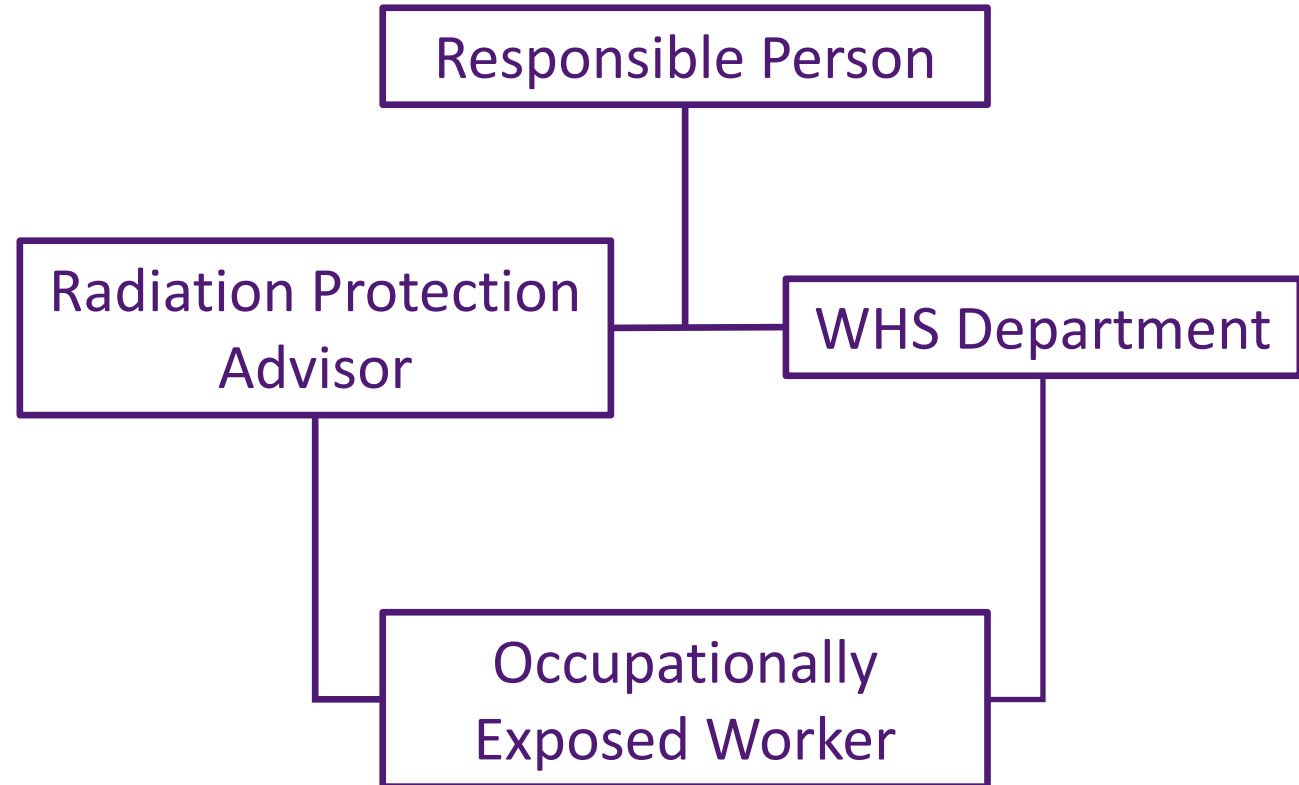 Responsible Person
Radiation Protection
Advisor
WHS Department
Occupationally
Exposed Worker